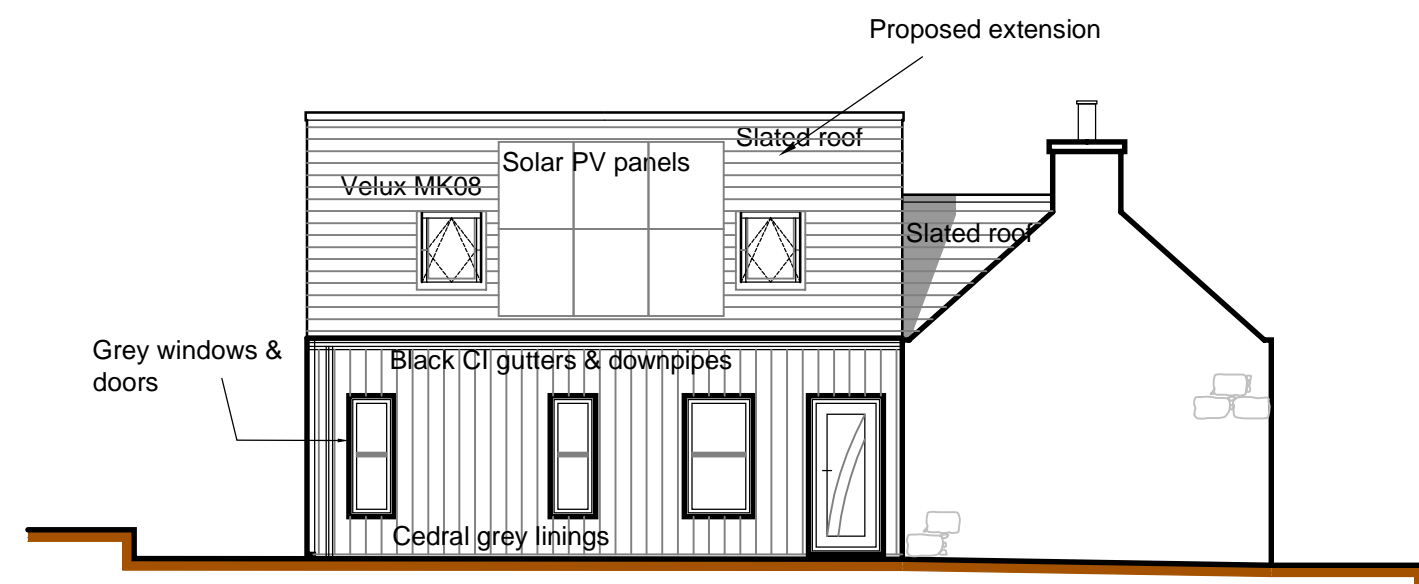 Proposed extension
Slated roof
Solar PV panels
Velux MK08
Slated roof
Grey windows &
doors
Black CI gutters & downpipes
Cedral grey linings